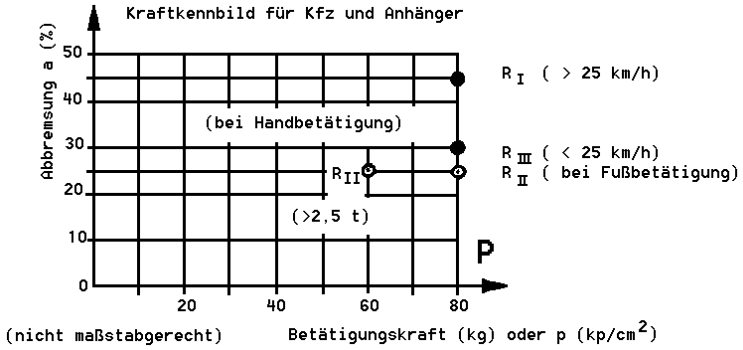 Kraftkennbild für Kfz und Anhänger
Abbremsung a (%)
50
R I ( > 25 km/h)
40
(bei Handbetätigung)
30
R III ( < 25 km/h)
R II
R II ( bei Fußbetätigung)
20
(>2,5 t)
10
P
0
20 40 60 80
(nicht maßstabgerecht) Betätigungskraft (kg) oder p (kp/cm²)